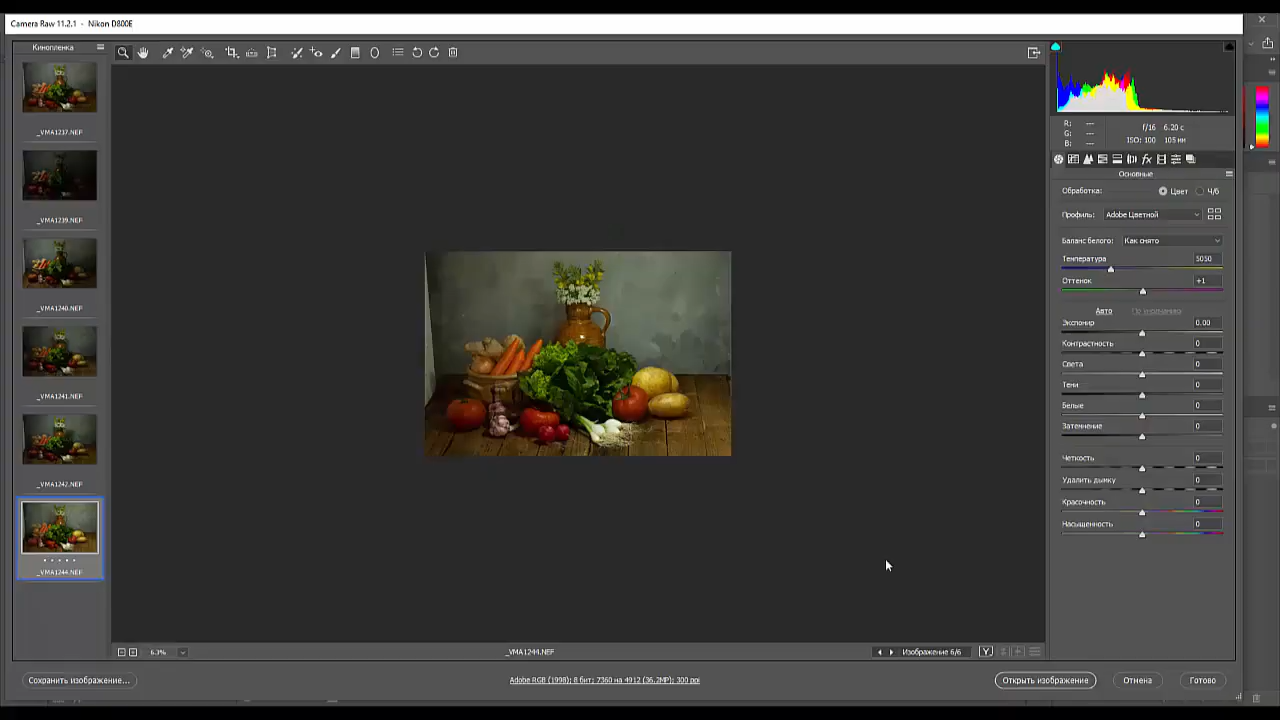 Camera Raw 11.2.1 - Nikon D800E
Кинопленка
_VMA1237.NEF
_VMA1239.NEF
_VMA1240.NEF
_VMA1241.NEF
_VMA1242.NEF
_VMA1244.NEF
R: ---
G: ---
B: ---
f/16 6.20 с
ISO: 100 105 мм
Основные
Обработка: Цвет Ч/б
Профиль: Adobe Цветной
Баланс белого: Как снято
Температура 5050
Оттенок +1
Авто По умолчанию
Экспонир 0.00
Контрастность 0
Света 0
Тени 0
Белые 0
Затемнение 0
Четкость 0
Удалить дымку 0
Красочность 0
Насыщенность 0
6.3% _VMA1244.NEF Изображение 6/6
Сохранить изображение... Adobe RGB (1998); 8 бит; 7360 на 4912 (36.2МР); 300 ppi Открыть изображение Отмена Готово